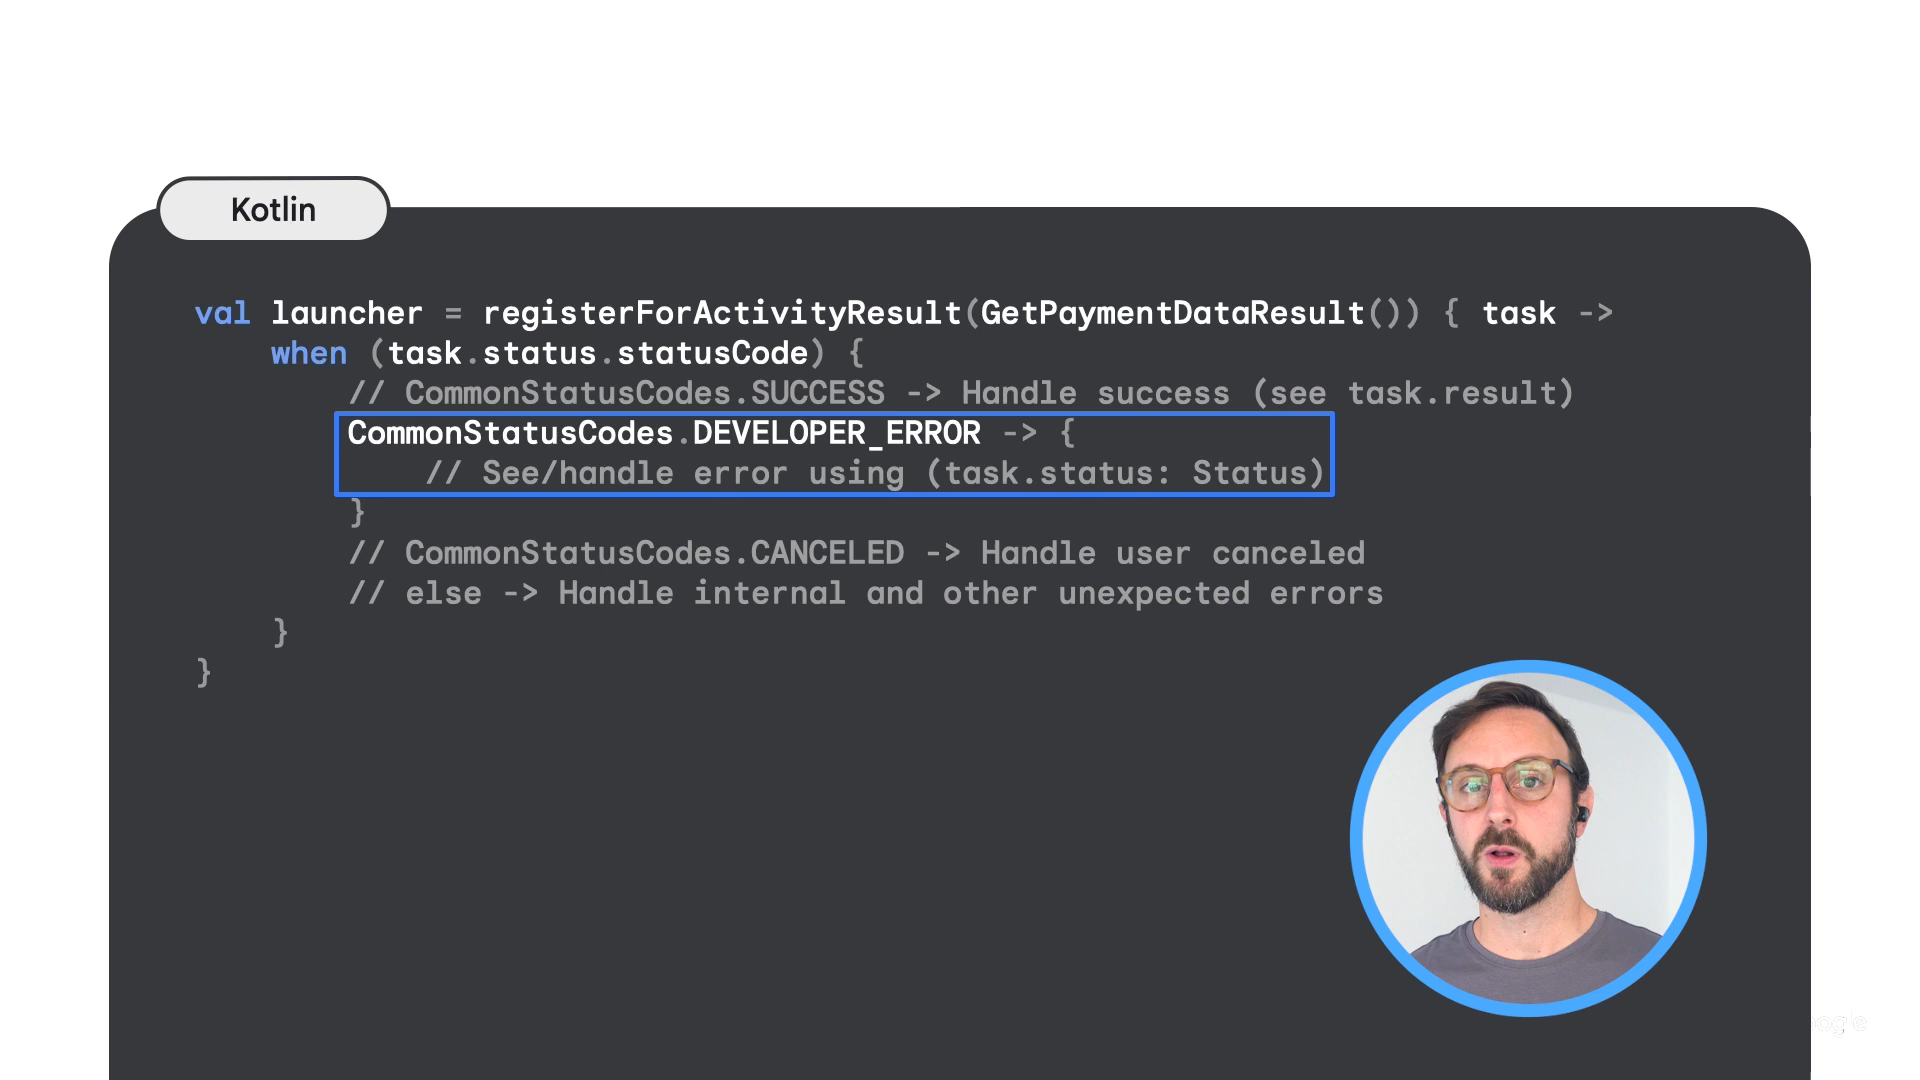 Kotlin
val launcher = registerForActivityResult(GetPaymentDataResult()) { task ->
when (task.status.statusCode) {
// CommonStatusCodes.SUCCESS -> Handle success (see task.result)
CommonStatusCodes.DEVELOPER_ERROR -> {
// See/handle error using (task.status: Status)
}
// CommonStatusCodes.CANCELED -> Handle user canceled
// else -> Handle internal and other unexpected errors
}
}